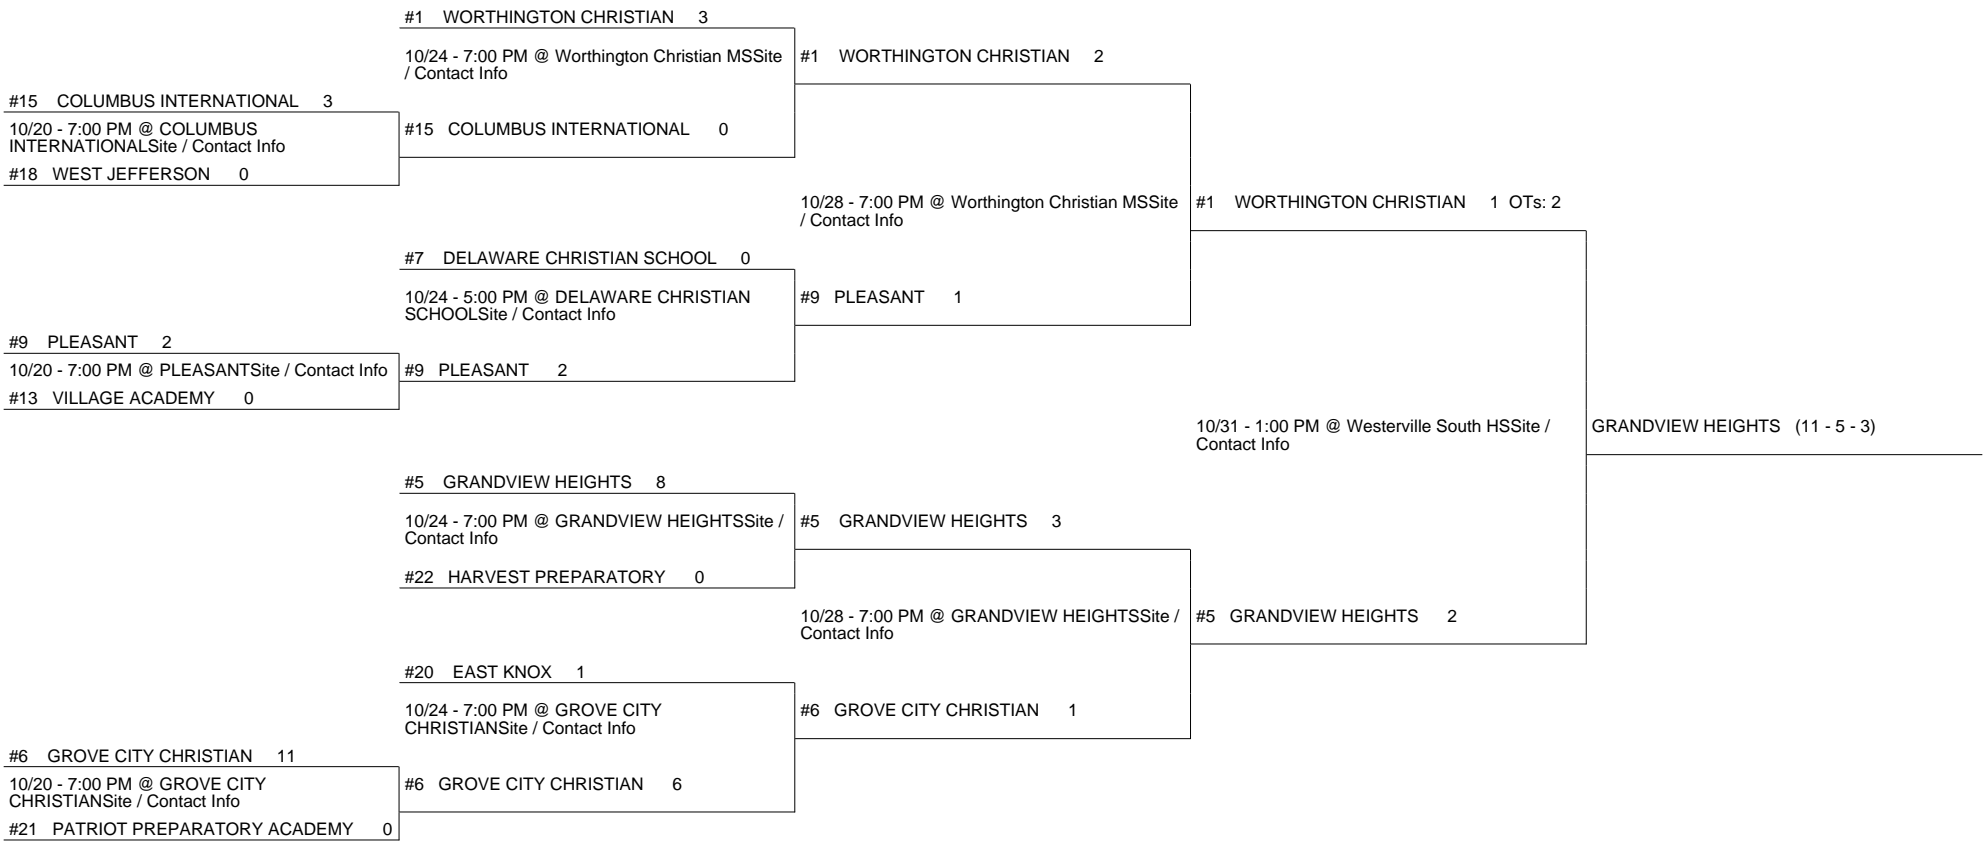 #1 WORTHINGTON CHRISTIAN 3
10/24 - 7:00 PM @ Worthington Christian MSSite
/ Contact Info
#1 WORTHINGTON CHRISTIAN 2
#15 COLUMBUS INTERNATIONAL 3
10/20 - 7:00 PM @ COLUMBUS
INTERNATIONALSite / Contact Info
#15 COLUMBUS INTERNATIONAL 0
#18 WEST JEFFERSON 0
10/28 - 7:00 PM @ Worthington Christian MSSite
/ Contact Info
#1 WORTHINGTON CHRISTIAN 1 OTs: 2
#7 DELAWARE CHRISTIAN SCHOOL 0
10/24 - 5:00 PM @ DELAWARE CHRISTIAN
SCHOOLSite / Contact Info
#9 PLEASANT 1
#9 PLEASANT 2
10/20 - 7:00 PM @ PLEASANTSite / Contact Info
#9 PLEASANT 2
#13 VILLAGE ACADEMY 0
10/31 - 1:00 PM @ Westerville South HSSite /
Contact Info
GRANDVIEW HEIGHTS (11 - 5 - 3)
#5 GRANDVIEW HEIGHTS 8
10/24 - 7:00 PM @ GRANDVIEW HEIGHTSSite /
Contact Info
#5 GRANDVIEW HEIGHTS 3
#22 HARVEST PREPARATORY 0
10/28 - 7:00 PM @ GRANDVIEW HEIGHTSSite /
Contact Info
#5 GRANDVIEW HEIGHTS 2
#20 EAST KNOX 1
10/24 - 7:00 PM @ GROVE CITY
CHRISTIANSite / Contact Info
#6 GROVE CITY CHRISTIAN 1
#6 GROVE CITY CHRISTIAN 11
10/20 - 7:00 PM @ GROVE CITY
CHRISTIANSite / Contact Info
#6 GROVE CITY CHRISTIAN 6
#21 PATRIOT PREPARATORY ACADEMY 0